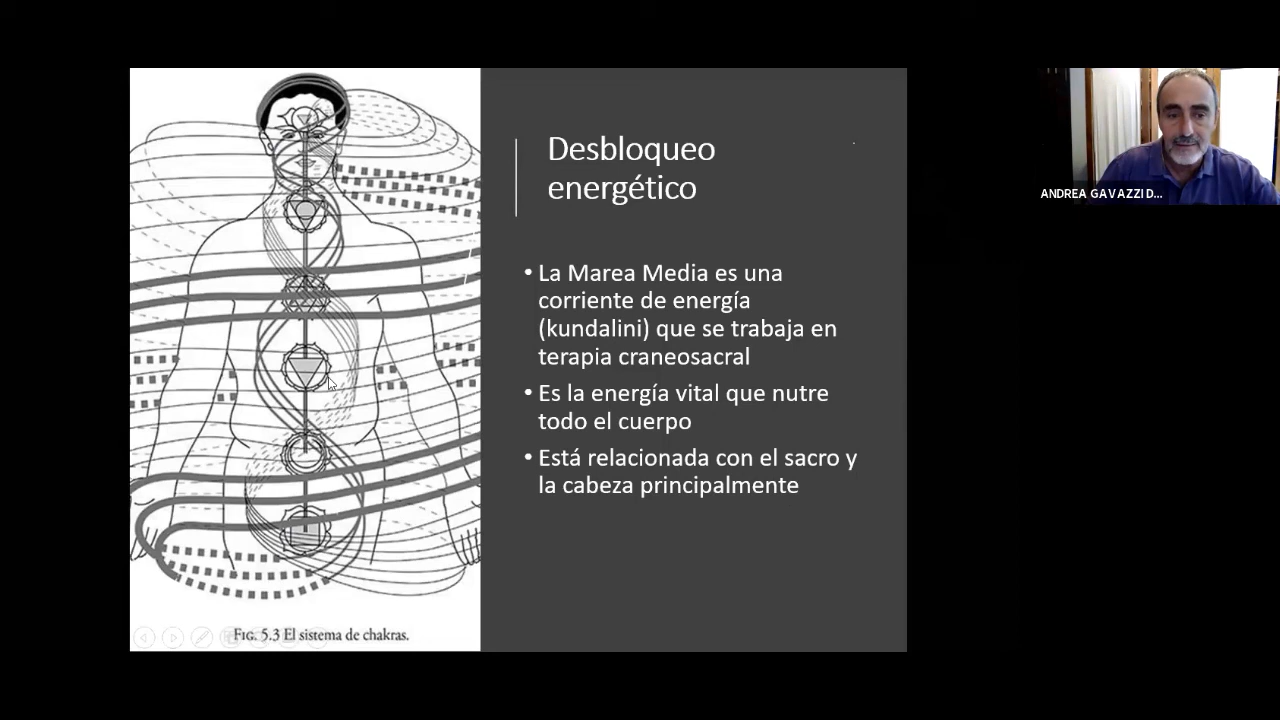 Desbloqueo
energético
• La Marea Media es una
corriente de energía
(kundalini) que se trabaja en
terapia craneosacral
• Es la energía vital que nutre
todo el cuerpo
• Está relacionada con el sacro y
la cabeza principalmente
FIG. 5.3 El sistema de chakras.
ANDREA GAVAZZI D...